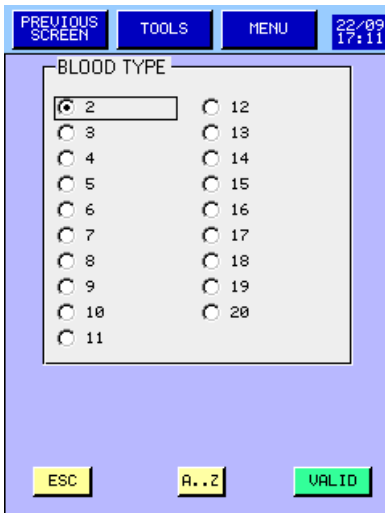 PREVIOUS
SCREEN
TOOLS
MENU
22/09
17:11
BLOOD TYPE
2
3
4
5
6
7
8
9
10
11
12
13
14
15
16
17
18
19
20
ESC
A..Z
VALID